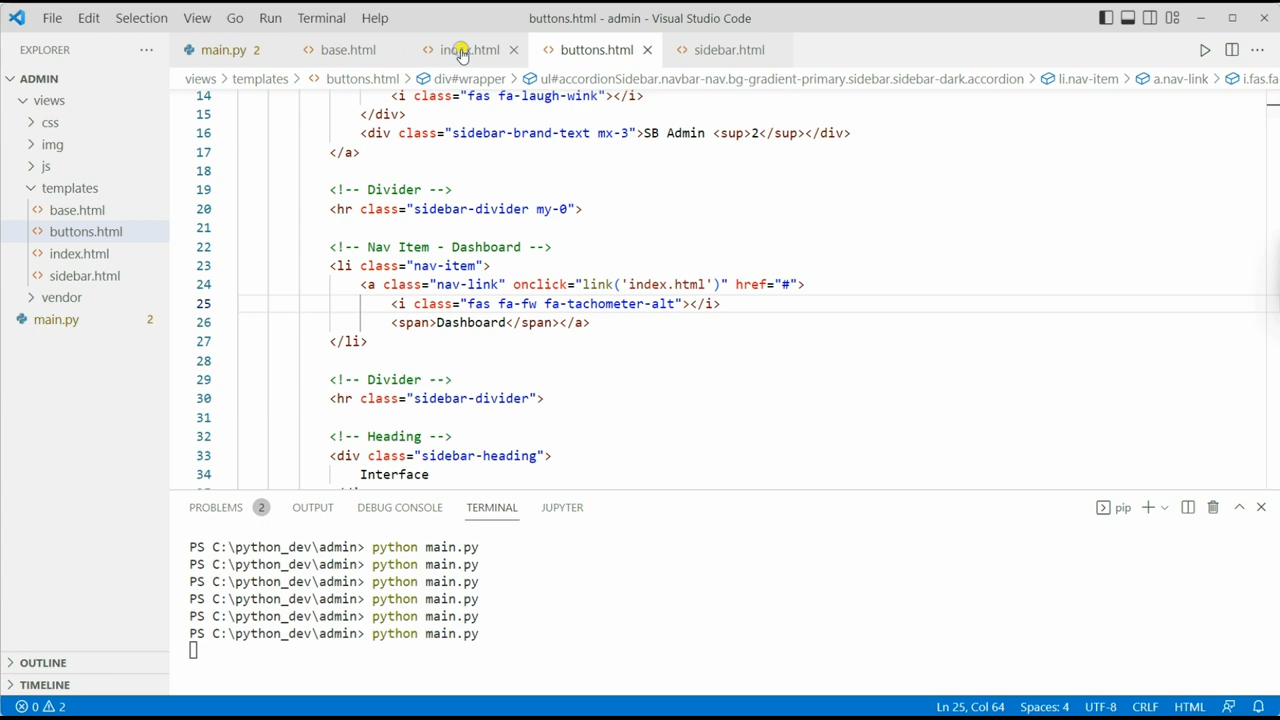 File Edit Selection View Go Run Terminal Help buttons.html - admin - Visual Studio Code
EXPLORER
main.py 2 base.html index.html buttons.html sidebar.html
ADMIN
views > templates > buttons.html > div#wrapper > ul#accordionSidebar.navbar-nav.bg-gradient-primary.sidebar.sidebar-dark.accordion > li.nav-item > a.nav-link > i.fas.fa
views
css
img
js
templates
base.html
buttons.html
index.html
sidebar.html
vendor
main.py 2
14 <i class="fas fa-laugh-wink"></i>
15 </div>
16 <div class="sidebar-brand-text mx-3">SB Admin <sup>2</sup></div>
17 </a>
18
19 <!-- Divider -->
20 <hr class="sidebar-divider my-0">
21
22 <!-- Nav Item - Dashboard -->
23 <li class="nav-item">
24 <a class="nav-link" onclick="link('index.html')" href="#">
25 <i class="fas fa-fw fa-tachometer-alt"></i>
26 <span>Dashboard</span></a>
27 </li>
28
29 <!-- Divider -->
30 <hr class="sidebar-divider">
31
32 <!-- Heading -->
33 <div class="sidebar-heading">
34 Interface
PROBLEMS 2 OUTPUT DEBUG CONSOLE TERMINAL JUPYTER pip
PS C:\python_dev\admin> python main.py
PS C:\python_dev\admin> python main.py
PS C:\python_dev\admin> python main.py
PS C:\python_dev\admin> python main.py
PS C:\python_dev\admin> python main.py
PS C:\python_dev\admin> python main.py
OUTLINE
TIMELINE
0 2 Ln 25, Col 64 Spaces: 4 UTF-8 CRLF HTML